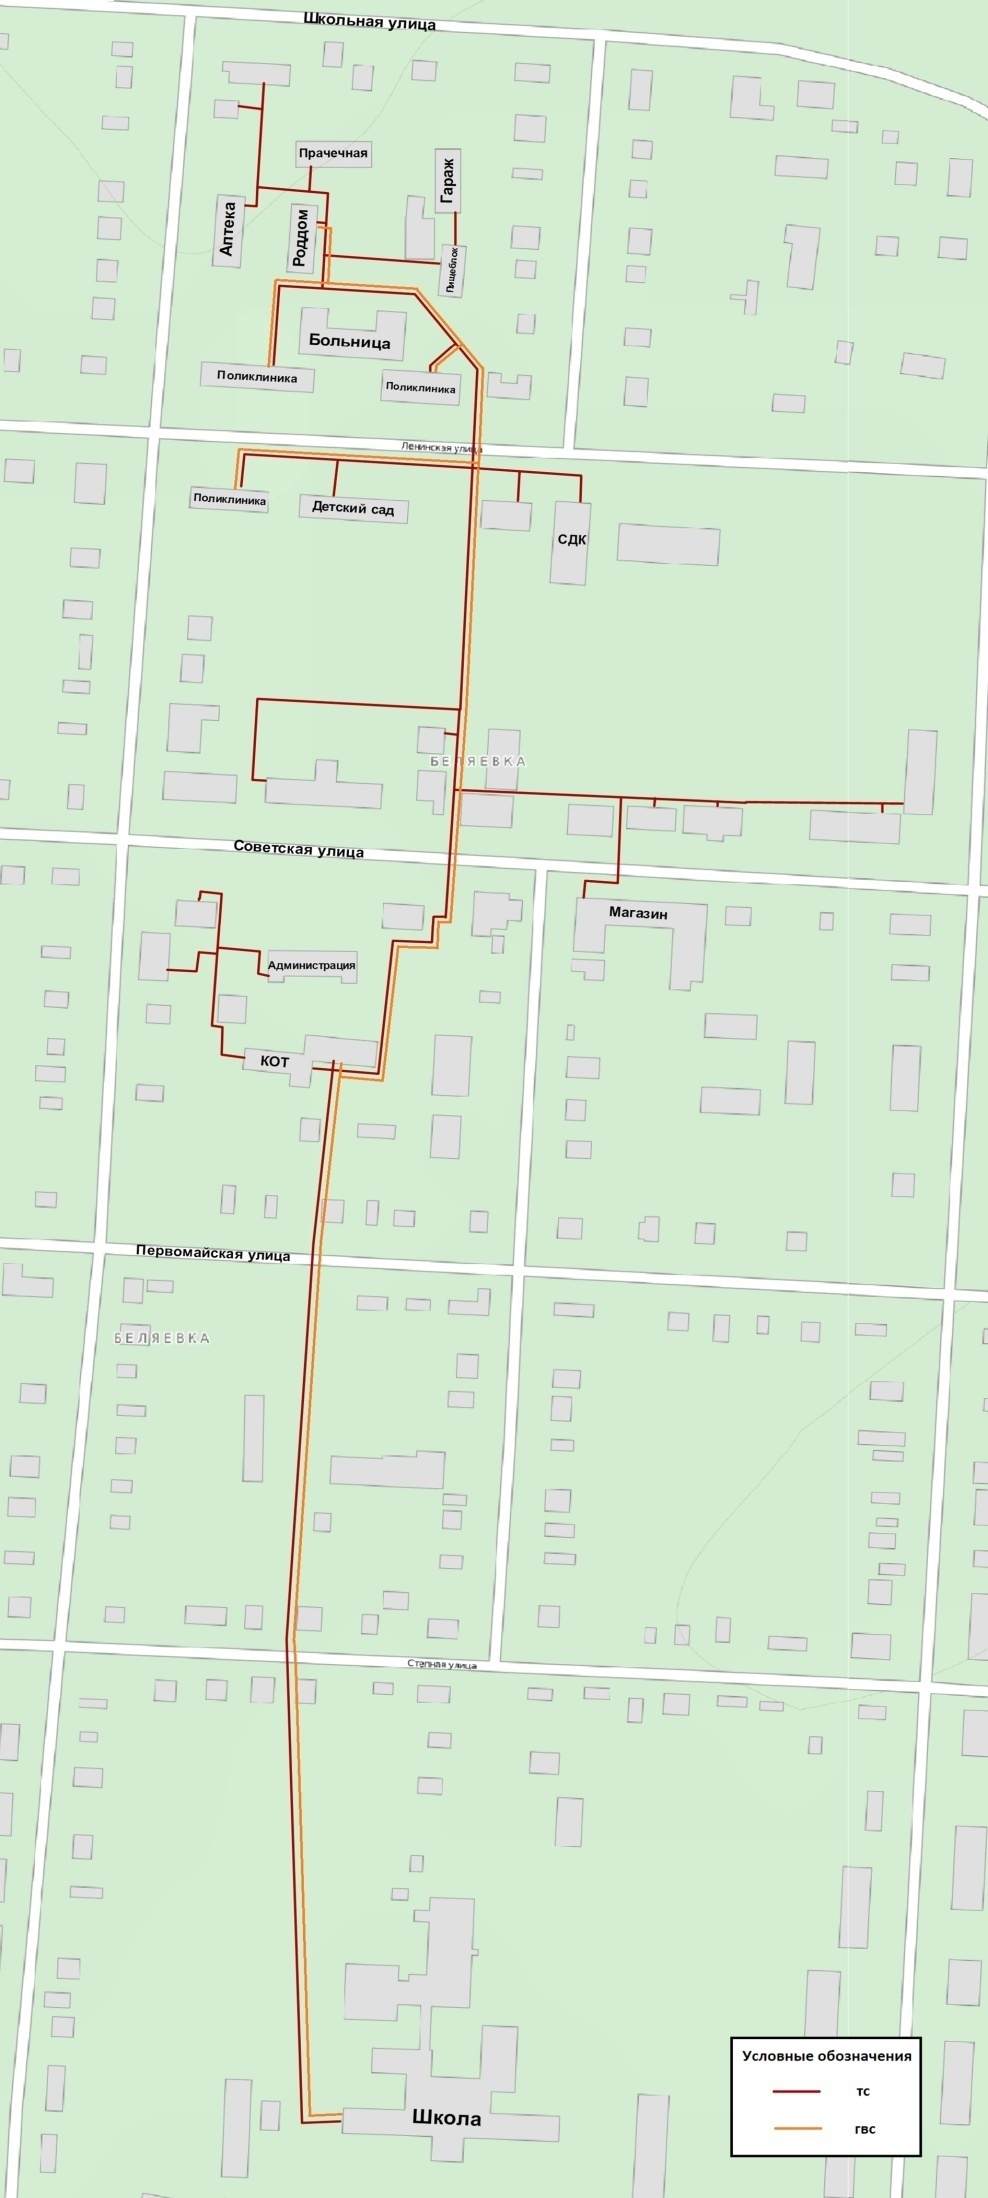 Школьная улица
Прачечная
Гараж
Аптека
Роддом
Пищеблок
Больница
Поликлиника
Поликлиника
Ленинская улица
Поликлиника
Детский сад
СДК
БЕЛЯЕВКА
Советская улица
Магазин
Администрация
КОТ
Первомайская улица
БЕЛЯЕВКА
Степная улица
Школа
Условные обозначения
тс
гвс